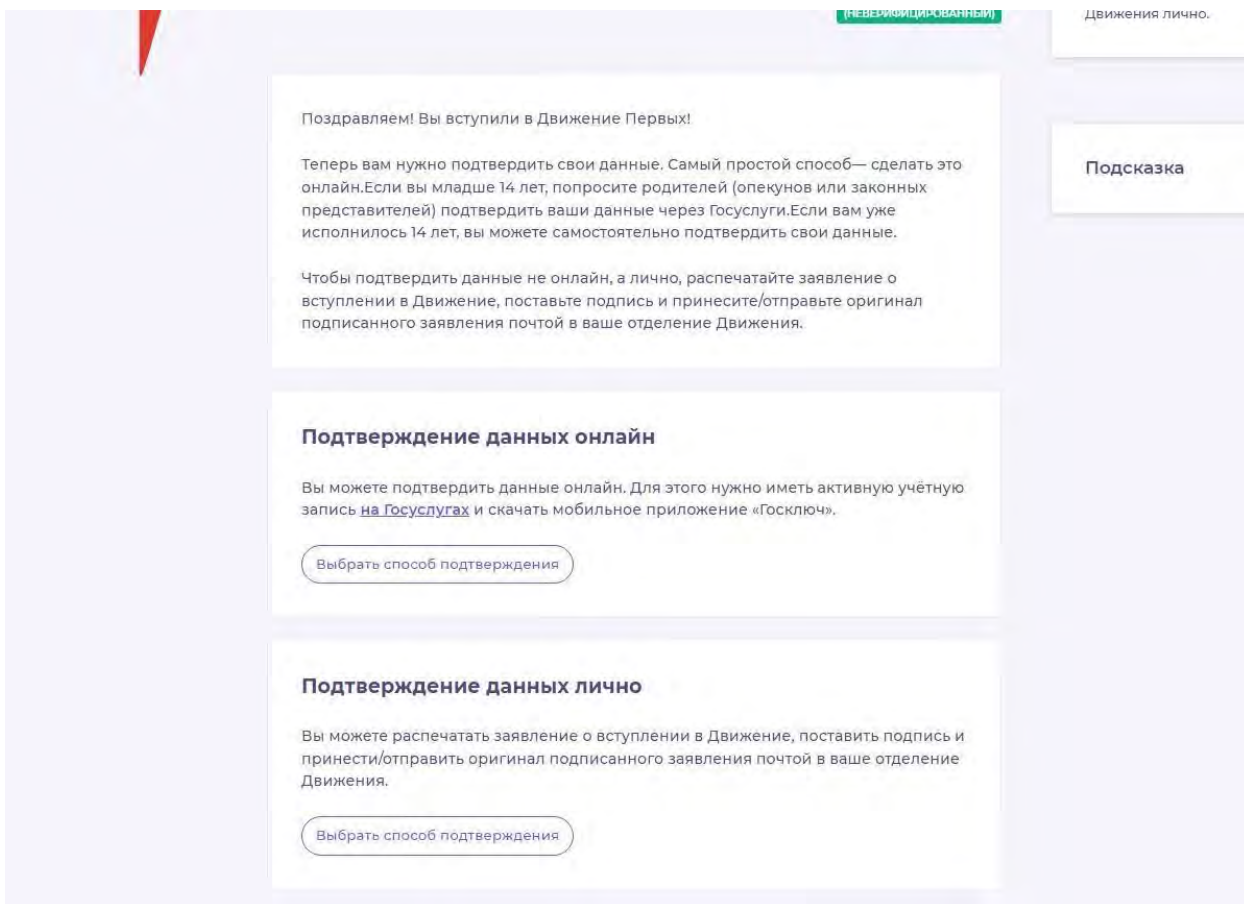 (НЕВЕРИФИЦИРОВАННЫЙ)
Движения лично.
Поздравляем! Вы вступили в Движение Первых!
Теперь вам нужно подтвердить свои данные. Самый простой способ— сделать это
онлайн.Если вы младше 14 лет, попросите родителей (опекунов или законных
представителей) подтвердить ваши данные через Госуслуги.Если вам уже
исполнилось 14 лет, вы можете самостоятельно подтвердить свои данные.
Чтобы подтвердить данные не онлайн, а лично, распечатайте заявление о
вступлении в Движение, поставьте подпись и принесите/отправьте оригинал
подписанного заявления почтой в ваше отделение Движения.
Подсказка
Подтверждение данных онлайн
Вы можете подтвердить данные онлайн. Для этого нужно иметь активную учётную
запись на Госуслугах и скачать мобильное приложение «Госключ».
Выбрать способ подтверждения
Подтверждение данных лично
Вы можете распечатать заявление о вступлении в Движение, поставить подпись и
принести/отправить оригинал подписанного заявления почтой в ваше отделение
Движения.
Выбрать способ подтверждения